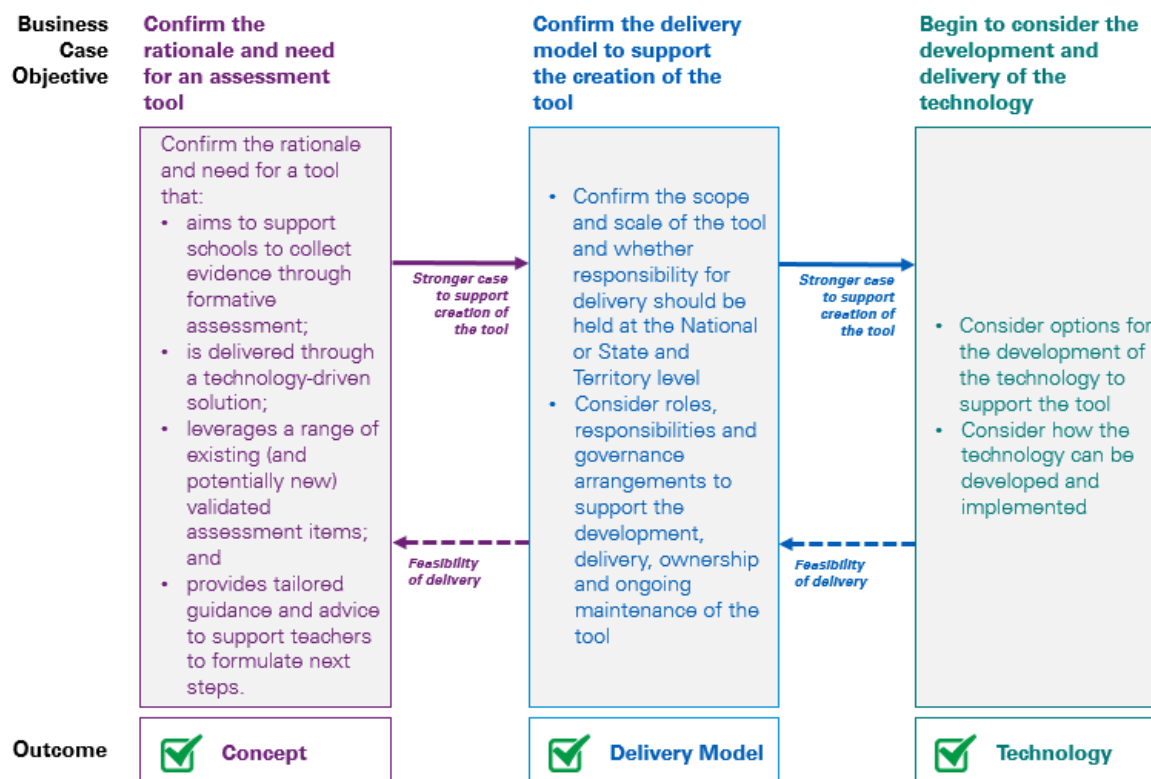 Business
Case
Objective
Confirm the
rationale and need
for an assessment
tool
Confirm the delivery
model to support
the creation of the
tool
Begin to consider the
development and
delivery of the
technology
Confirm the rationale
and need for a tool
that:
• aims to support
schools to collect
evidence through
formative
assessment;
• is delivered through
a technology-driven
solution;
• leverages a range of
existing (and
potentially new)
validated
assessment items;
and
• provides tailored
guidance and advice
to support teachers
to formulate next
steps.
Stronger case
to support
creation of
the tool
Feasibility
of delivery
• Confirm the scope
and scale of the tool
and whether
responsibility for
delivery should be
held at the National
or State and
Territory level
• Consider roles,
responsibilities and
governance
arrangements to
support the
development,
delivery, ownership
and ongoing
maintenance of the
tool
Stronger case
to support
creation of
the tool
Feasibility
of delivery
• Consider options for
the development of
the technology to
support the tool
• Consider how the
technology can be
developed and
implemented
Outcome
Concept
Delivery Model
Technology